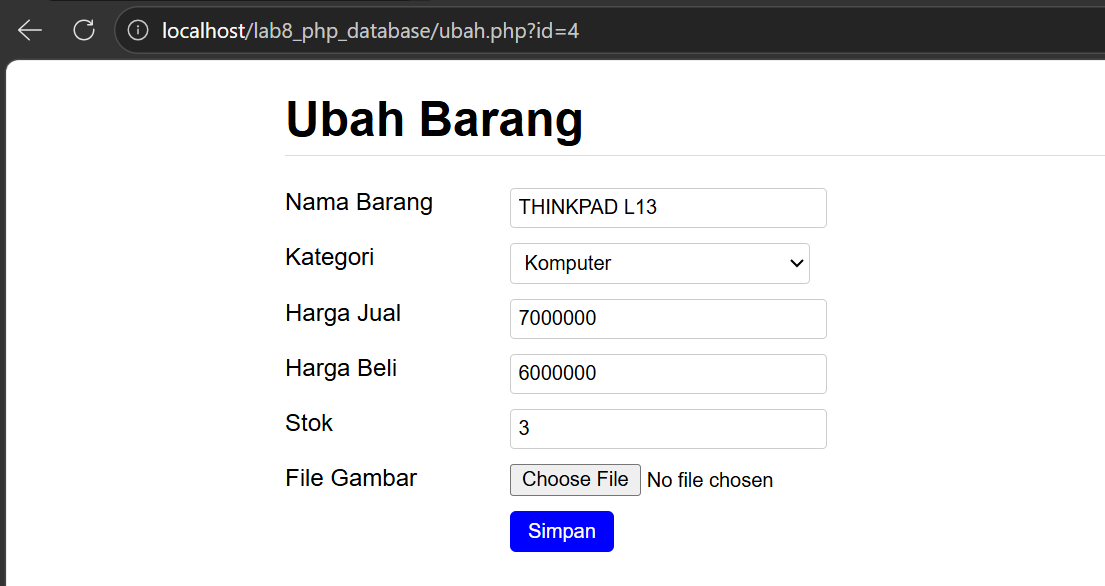 localhost/lab8_php_database/ubah.php?id=4
Ubah Barang
Nama Barang THINKPAD L13
Kategori Komputer
Harga Jual 7000000
Harga Beli 6000000
Stok 3
File Gambar Choose File No file chosen
Simpan